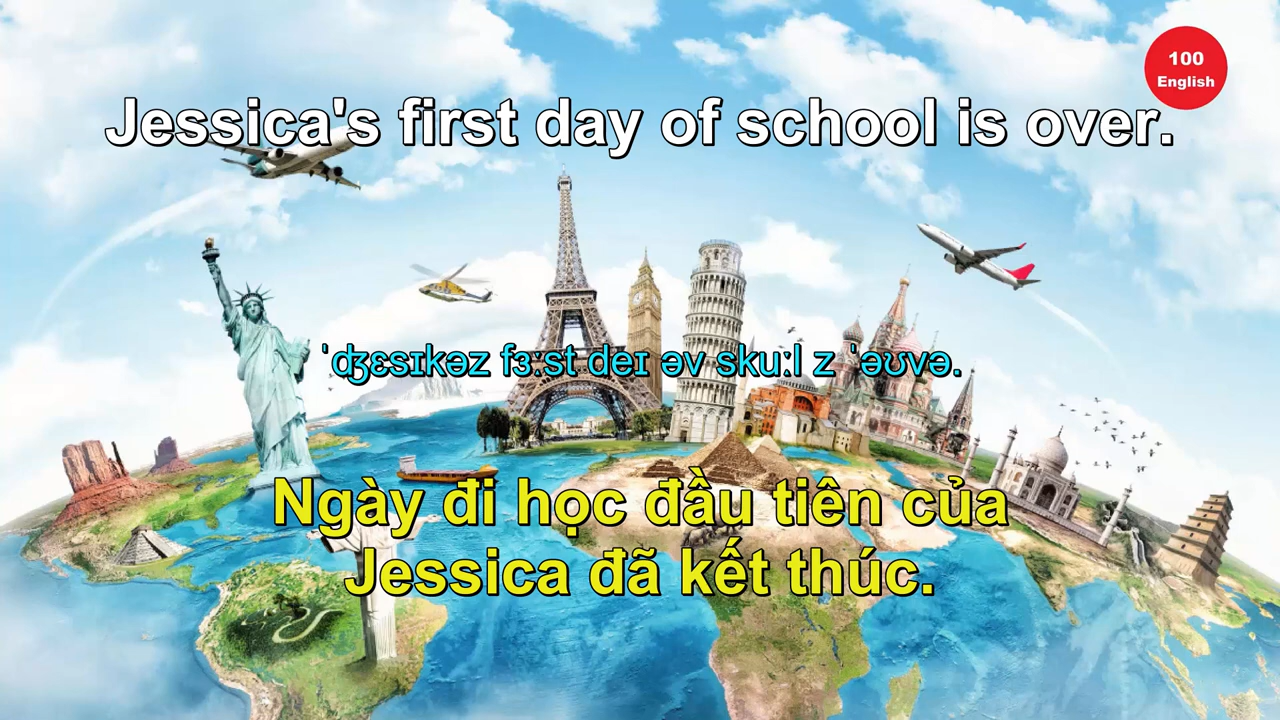 100
English
Jessica's first day of school is over.
ˈʤɛsɪkəz fɜːst deɪ əv skuːl z ˈəʊvə.
Ngày đi học đầu tiên của
Jessica đã kết thúc.